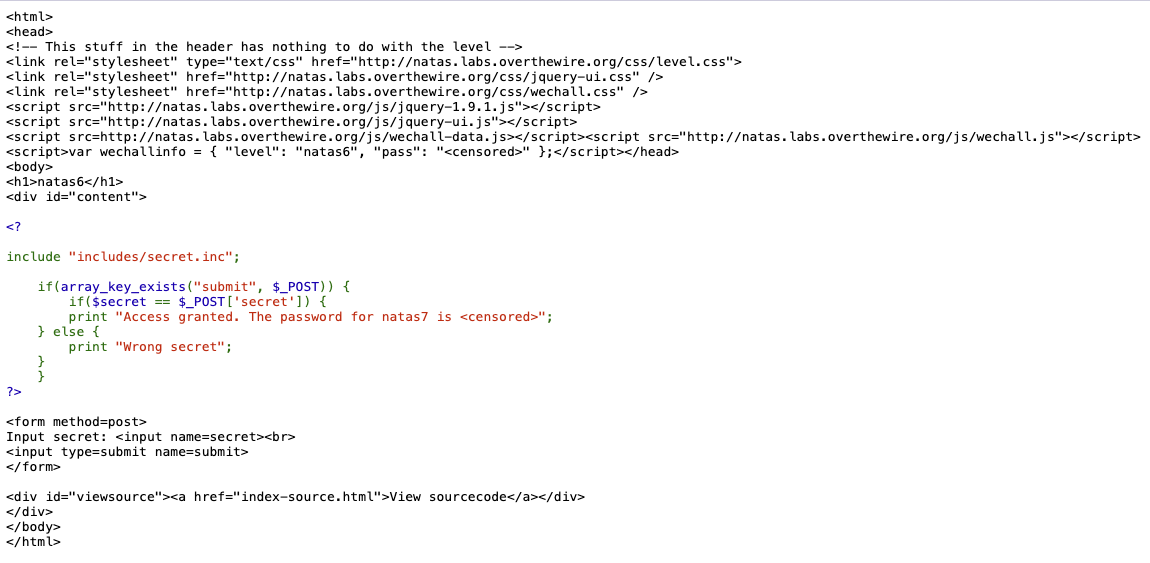 <html>
<head>
<!-- This stuff in the header has nothing to do with the level -->
<link rel="stylesheet" type="text/css" href="http://natas.labs.overthewire.org/css/level.css">
<link rel="stylesheet" href="http://natas.labs.overthewire.org/css/jquery-ui.css" />
<link rel="stylesheet" href="http://natas.labs.overthewire.org/css/wechall.css" />
<script src="http://natas.labs.overthewire.org/js/jquery-1.9.1.js"></script>
<script src="http://natas.labs.overthewire.org/js/jquery-ui.js"></script>
<script src=http://natas.labs.overthewire.org/js/wechall-data.js></script><script src="http://natas.labs.overthewire.org/js/wechall.js"></script>
<script>var wechallinfo = { "level": "natas6", "pass": "<censored>" };</script></head>
<body>
<h1>natas6</h1>
<div id="content">

<?

include "includes/secret.inc";

    if(array_key_exists("submit", $_POST)) {
        if($secret == $_POST['secret']) {
        print "Access granted. The password for natas7 is <censored>";
    } else {
        print "Wrong secret";
    }
    }
?>

<form method=post>
Input secret: <input name=secret><br>
<input type=submit name=submit>
</form>

<div id="viewsource"><a href="index-source.html">View sourcecode</a></div>
</div>
</body>
</html>